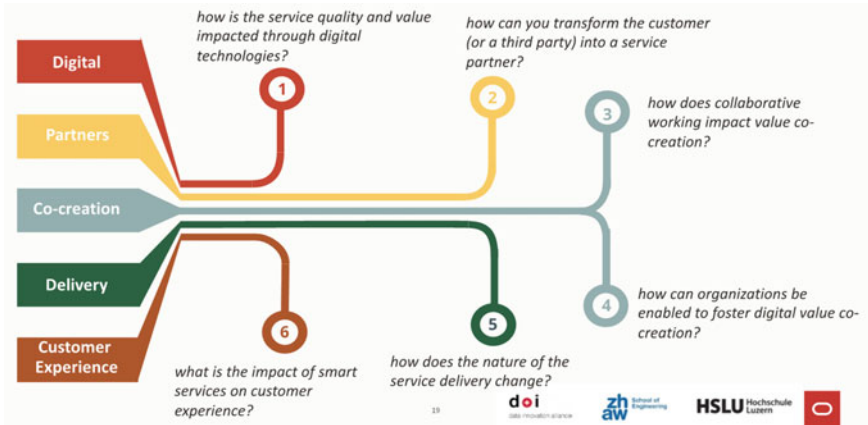 how is the service quality and value
impacted through digital
technologies?
how can you transform the customer
(or a third party) into a service
partner?
Digital
1
2
3
how does collaborative
working impact value co-
creation?
Partners
Co-creation
Delivery
how can organizations be
enabled to foster digital value co-
creation?
4
5
6
Customer
Experience
what is the impact of smart
services on customer
experience?
how does the nature of the
service delivery change?
19
doi
data innovation alliance
zh
aw
School of
Engineering
HSLU Hochschule
Luzern